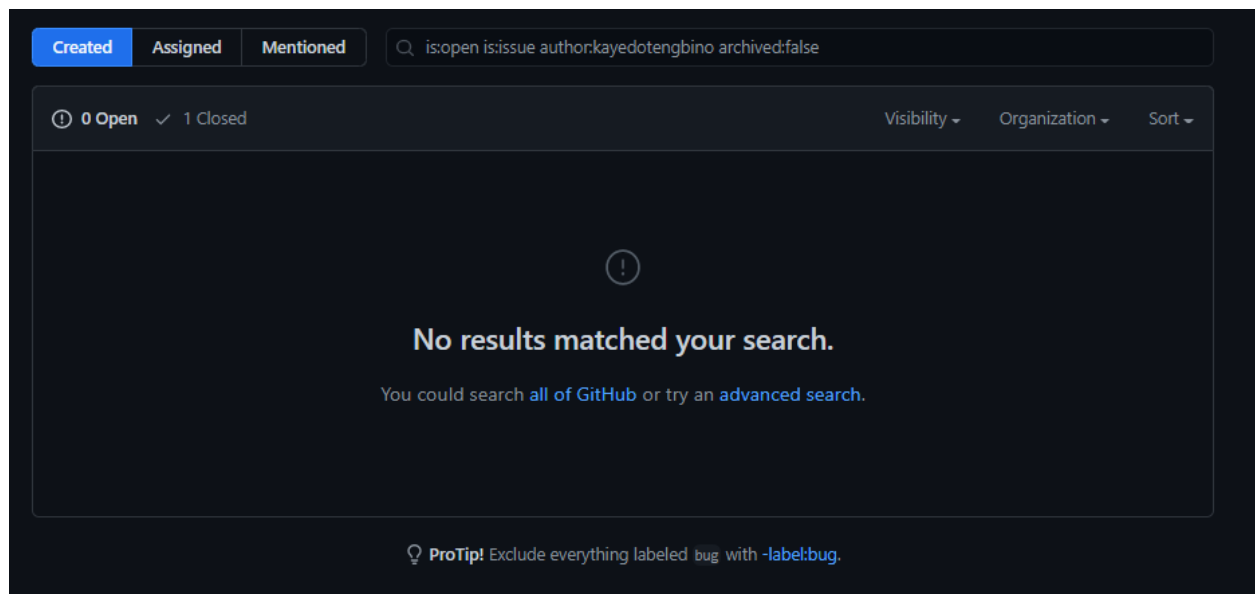 Created Assigned Mentioned is:open is:issue author:kayedotengbino archived:false
0 Open 1 Closed Visibility Organization Sort
No results matched your search.
You could search all of GitHub or try an advanced search.
ProTip! Exclude everything labeled bug with -label:bug.